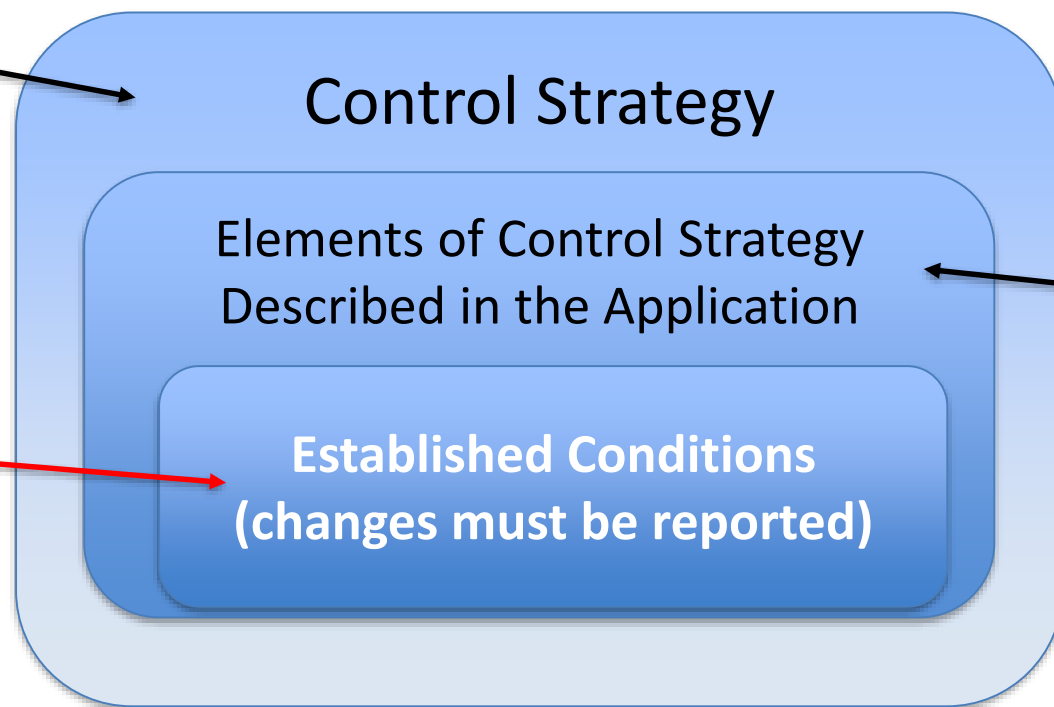 Control Strategy
Elements of Control Strategy
Described in the Application
Established Conditions
(changes must be reported)